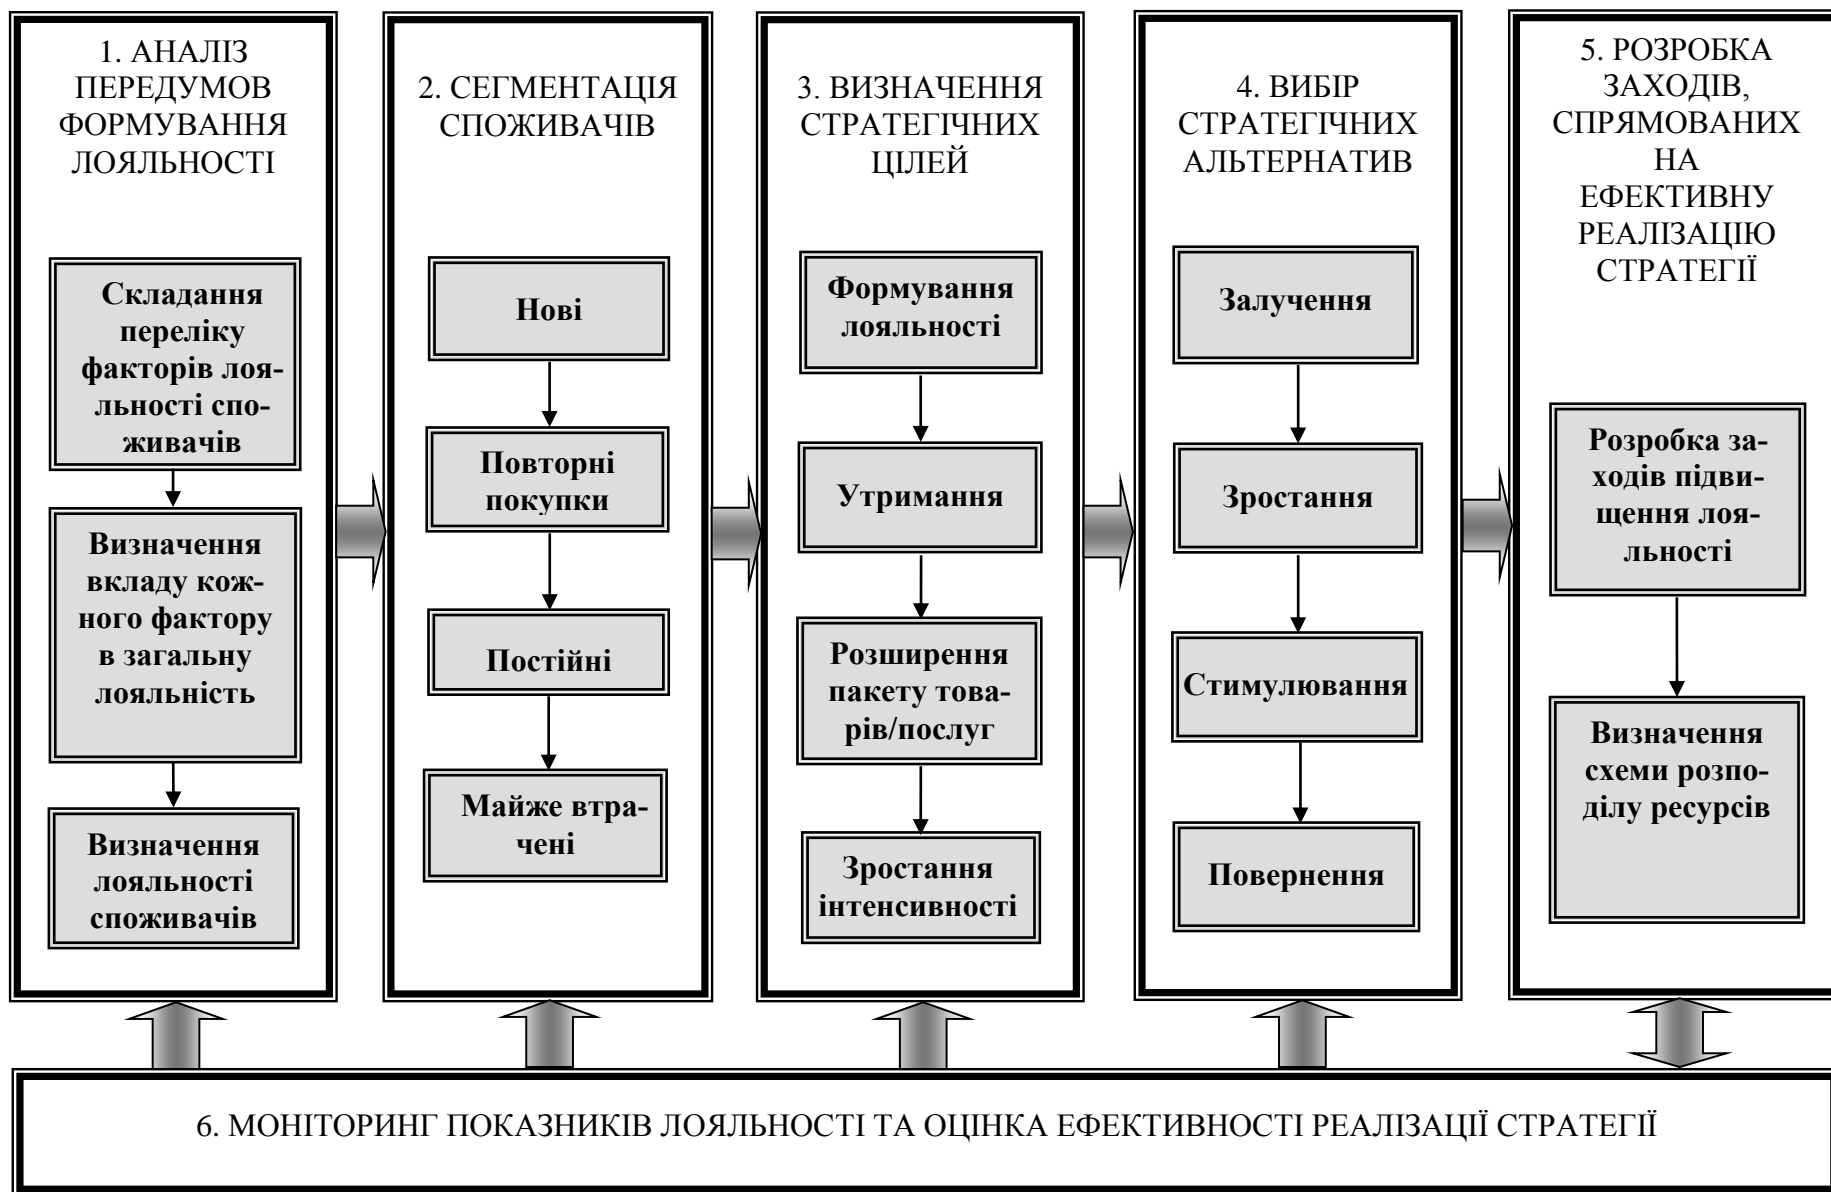 1. АНАЛІЗ
ПЕРЕДУМОВ
ФОРМУВАННЯ
ЛОЯЛЬНОСТІ
Складання
переліку
факторів лоя-
льності спо-
живачів
Визначення
вкладу кож-
ного фактору
в загальну
лояльність
Визначення
лояльності
споживачів
2. СЕГМЕНТАЦІЯ
СПОЖИВАЧІВ
Нові
Повторні
покупки
Постійні
Майже втра-
чені
3. ВИЗНАЧЕННЯ
СТРАТЕГІЧНИХ
ЦІЛЕЙ
Формування
лояльності
Утримання
Розширення
пакету това-
рів/послуг
Зростання
інтенсивності
4. ВИБІР
СТРАТЕГІЧНИХ
АЛЬТЕРНАТИВ
Залучення
Зростання
Стимулювання
Повернення
5. РОЗРОБКА
ЗАХОДІВ,
СПРЯМОВАНИХ
НА
ЕФЕКТИВНУ
РЕАЛІЗАЦІЮ
СТРАТЕГІЇ
Розробка за-
ходів підви-
щення лоя-
льності
Визначення
схеми розпо-
ділу ресурсів
6. МОНІТОРИНГ ПОКАЗНИКІВ ЛОЯЛЬНОСТІ ТА ОЦІНКА ЕФЕКТИВНОСТІ РЕАЛІЗАЦІЇ СТРАТЕГІЇ